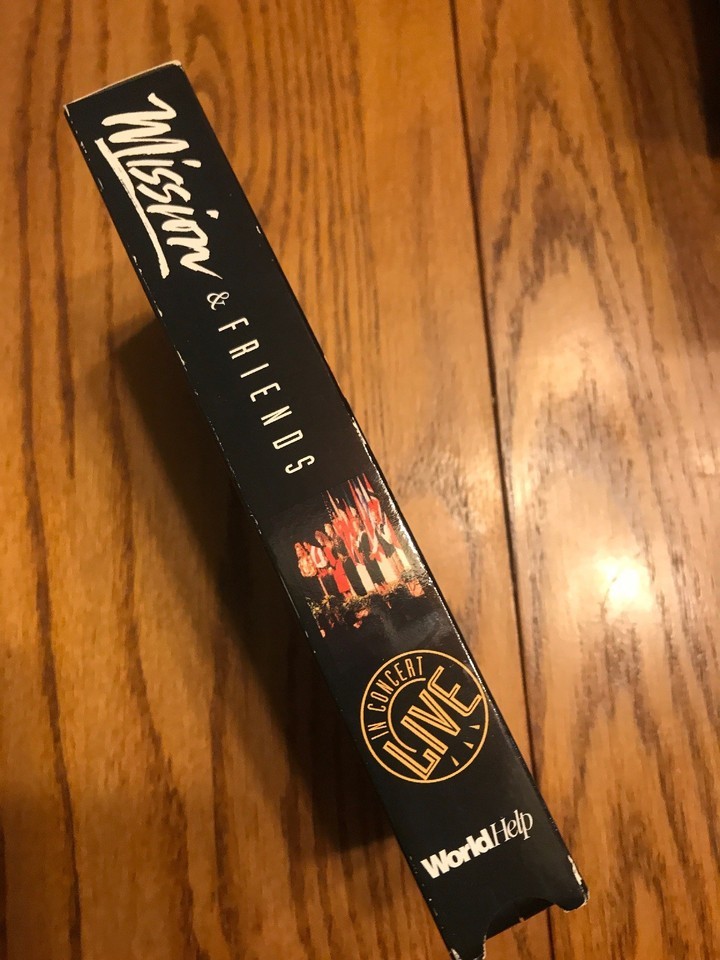 Mission
& FRIENDS
IN CONCERT
LIVE
WorldHelp